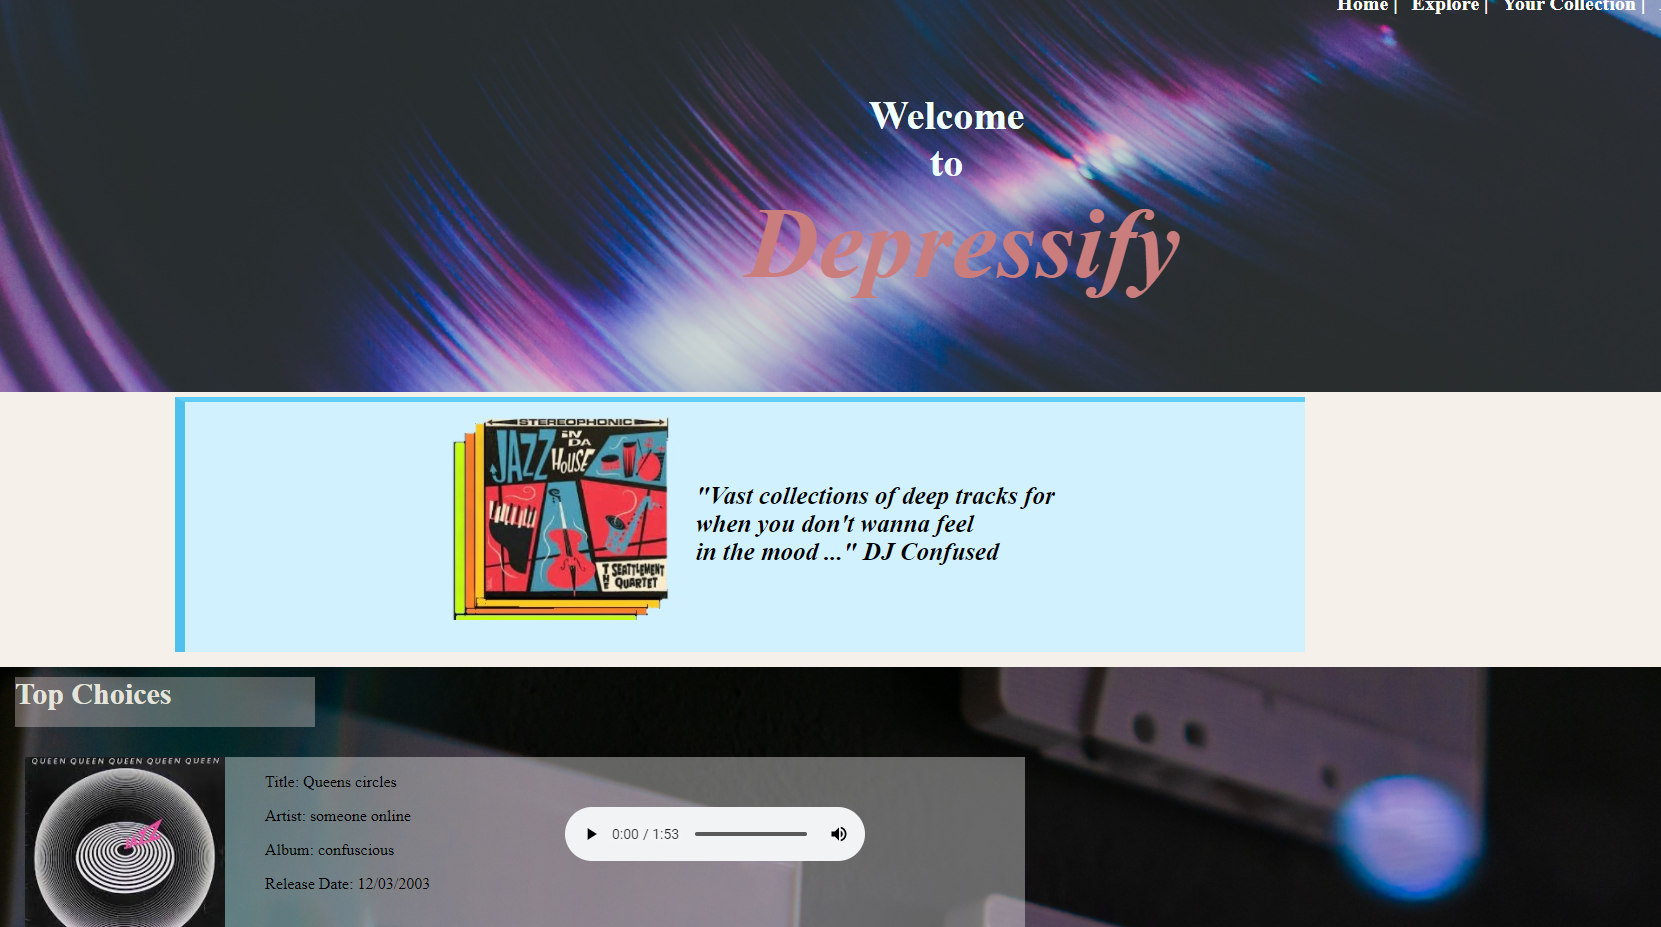 Home | Explore | Your Collection |
Welcome
to
Depressify
STEREOPHONIC
JAZZ
IN
DA
HOUSE
THE
SEATTLEMENT
QUARTET
"Vast collections of deep tracks for
when you don't wanna feel
in the mood ..." DJ Confused
Top Choices
QUEEN QUEEN QUEEN QUEEN QUEEN
JAZZ
Title: Queens circles
Artist: someone online
Album: confuscious
Release Date: 12/03/2003
0:00 / 1:53